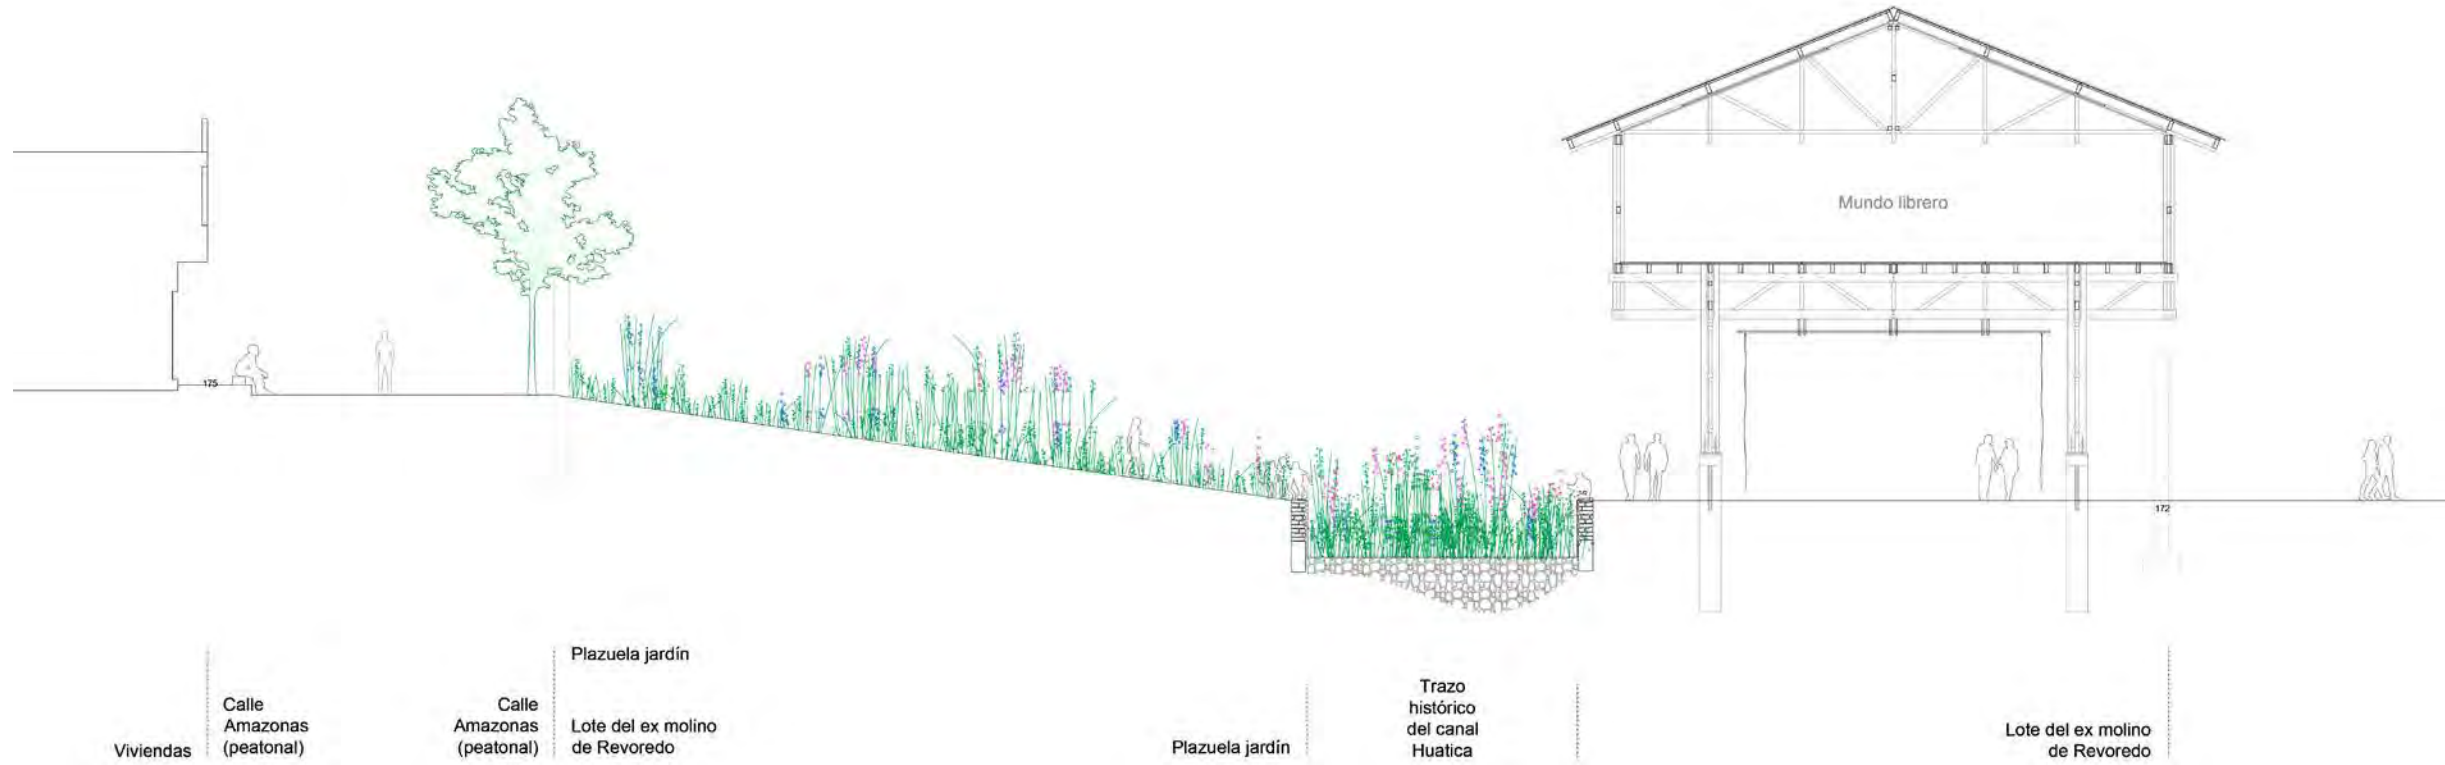 Mundo librero
175
172
Plazuela jardín
Viviendas
Calle
Amazonas
(peatonal)
Calle
Amazonas
(peatonal)
Lote del ex molino
de Revoredo
Plazuela jardín
Trazo
histórico
del canal
Huatica
Lote del ex molino
de Revoredo